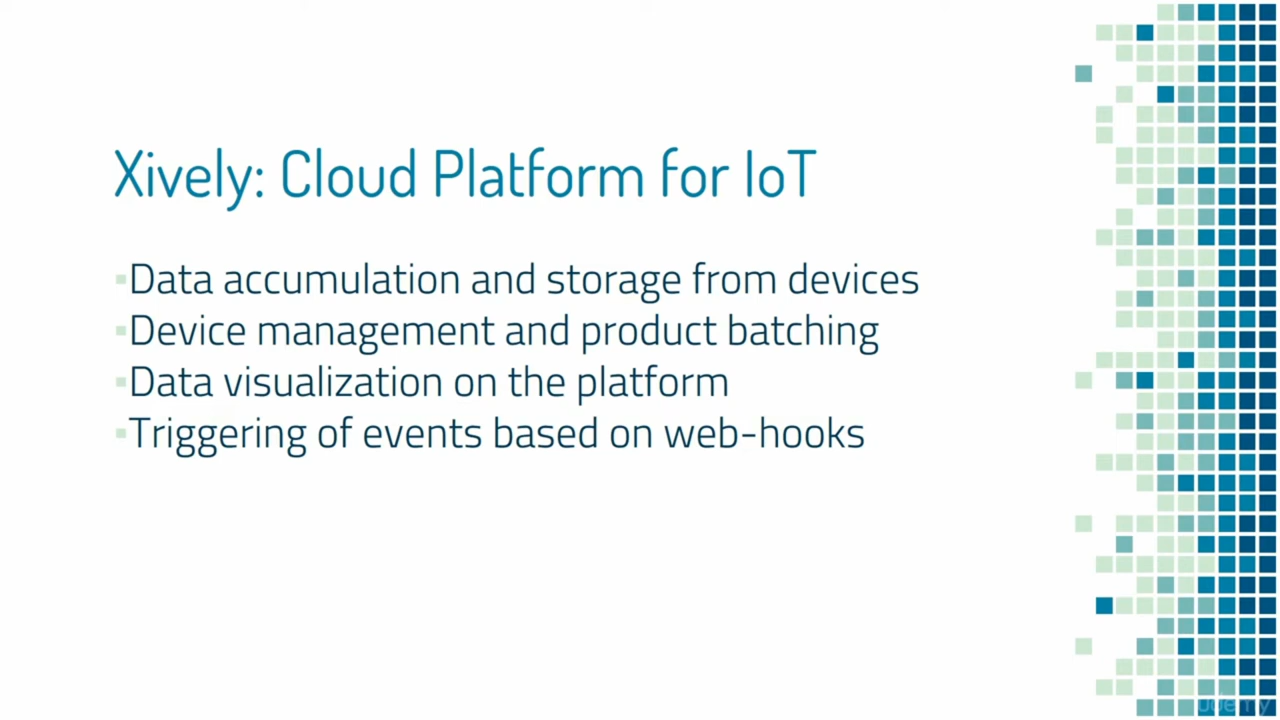 Xively: Cloud Platform for IoT
▪Data accumulation and storage from devices
▪Device management and product batching
▪Data visualization on the platform
▪Triggering of events based on web-hooks
udemy